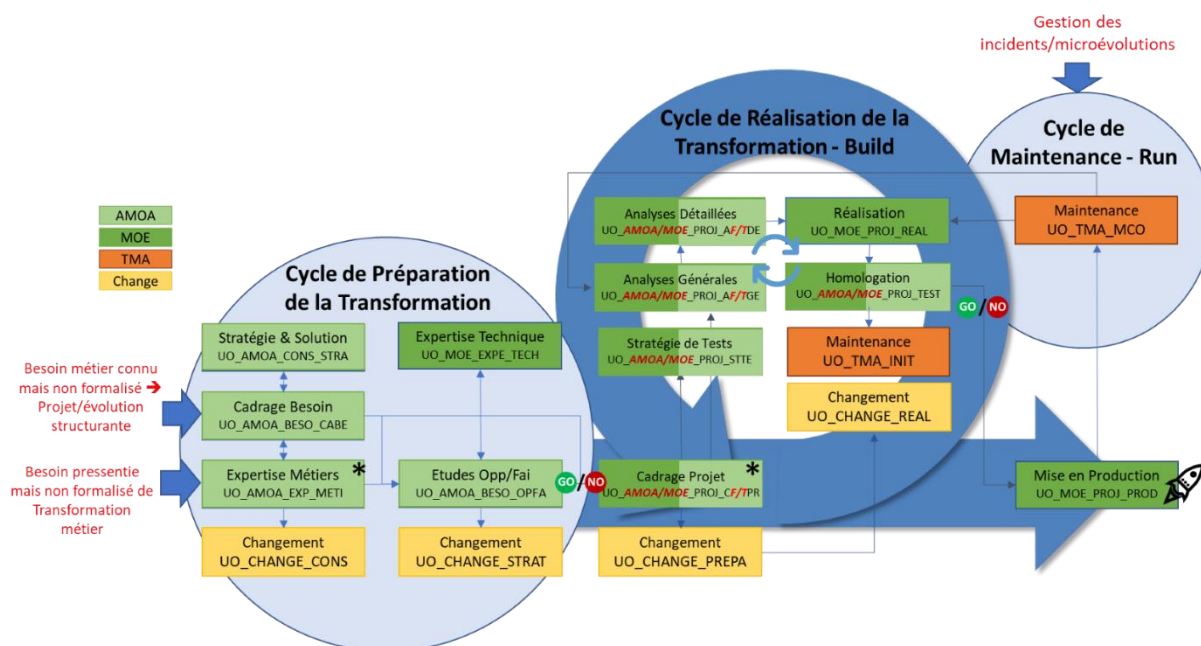 Gestion des
incidents/microévolutions
Cycle de Réalisation de la
Transformation - Build
Cycle de
Maintenance - Run
AMOA
MOE
TMA
Change
Analyses Détaillées
UO_AMOA/MOE_PROJ_AF/TDE
Réalisation
UO_MOE_PROJ_REAL
Maintenance
UO_TMA_MCO
Cycle de Préparation
de la Transformation
Analyses Générales
UO_AMOA/MOE_PROJ_AF/TGE
Homologation
UO_AMOA/MOE_PROJ_TEST
GO / NO
Stratégie & Solution
UO_AMOA_CONS_STRA
Expertise Technique
UO_MOE_EXPE_TECH
Stratégie de Tests
UO_AMOA/MOE_PROJ_STTE
Maintenance
UO_TMA_INIT
Besoin métier connu
mais non formalisé ➔
Projet/évolution
structurante
Cadrage Besoin
UO_AMOA_BESO_CABE
Changement
UO_CHANGE_REAL
Besoin pressentie
mais non formalisé de
Transformation
métier
Expertise Métiers *
UO_AMOA_EXP_METI
Etudes Opp/Fai
UO_AMOA_BESO_OPFA
GO / NO
Cadrage Projet *
UO_AMOA/MOE_PROJ_CF/TPR
Mise en Production
UO_MOE_PROJ_PROD
Changement
UO_CHANGE_CONS
Changement
UO_CHANGE_STRAT
Changement
UO_CHANGE_PREPA